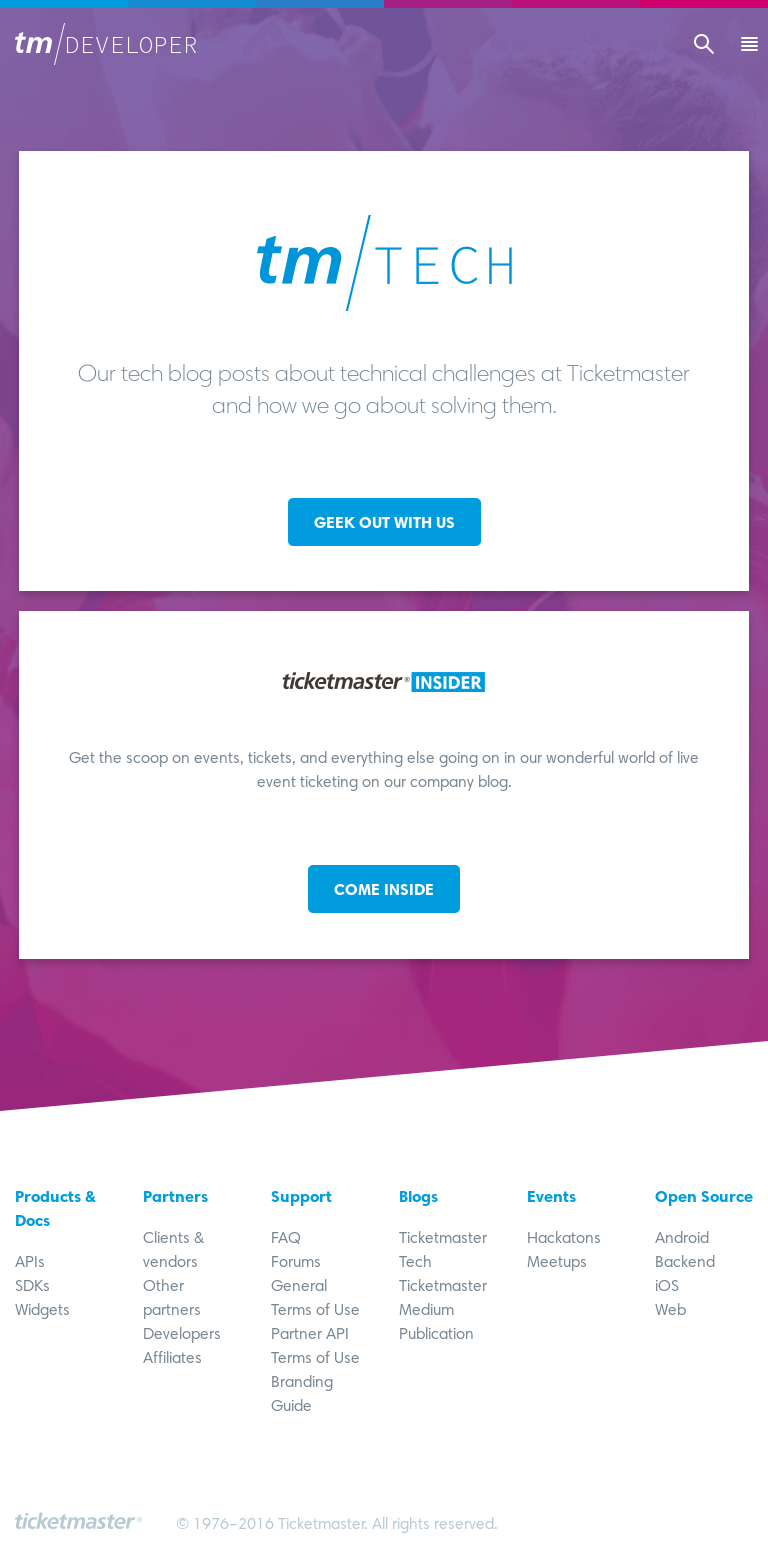 tm/DEVELOPER
tm/TECH
Our tech blog posts about technical challenges at Ticketmaster
and how we go about solving them.
GEEK OUT WITH US
ticketmaster® INSIDER
Get the scoop on events, tickets, and everything else going on in our wonderful world of live
event ticketing on our company blog.
COME INSIDE
Products &
Docs
APIs
SDKs
Widgets
Partners
Clients &
vendors
Other
partners
Developers
Affiliates
Support
FAQ
Forums
General
Terms of Use
Partner API
Terms of Use
Branding
Guide
Blogs
Ticketmaster
Tech
Ticketmaster
Medium
Publication
Events
Hackatons
Meetups
Open Source
Android
Backend
iOS
Web
ticketmaster® © 1976–2016 Ticketmaster. All rights reserved.